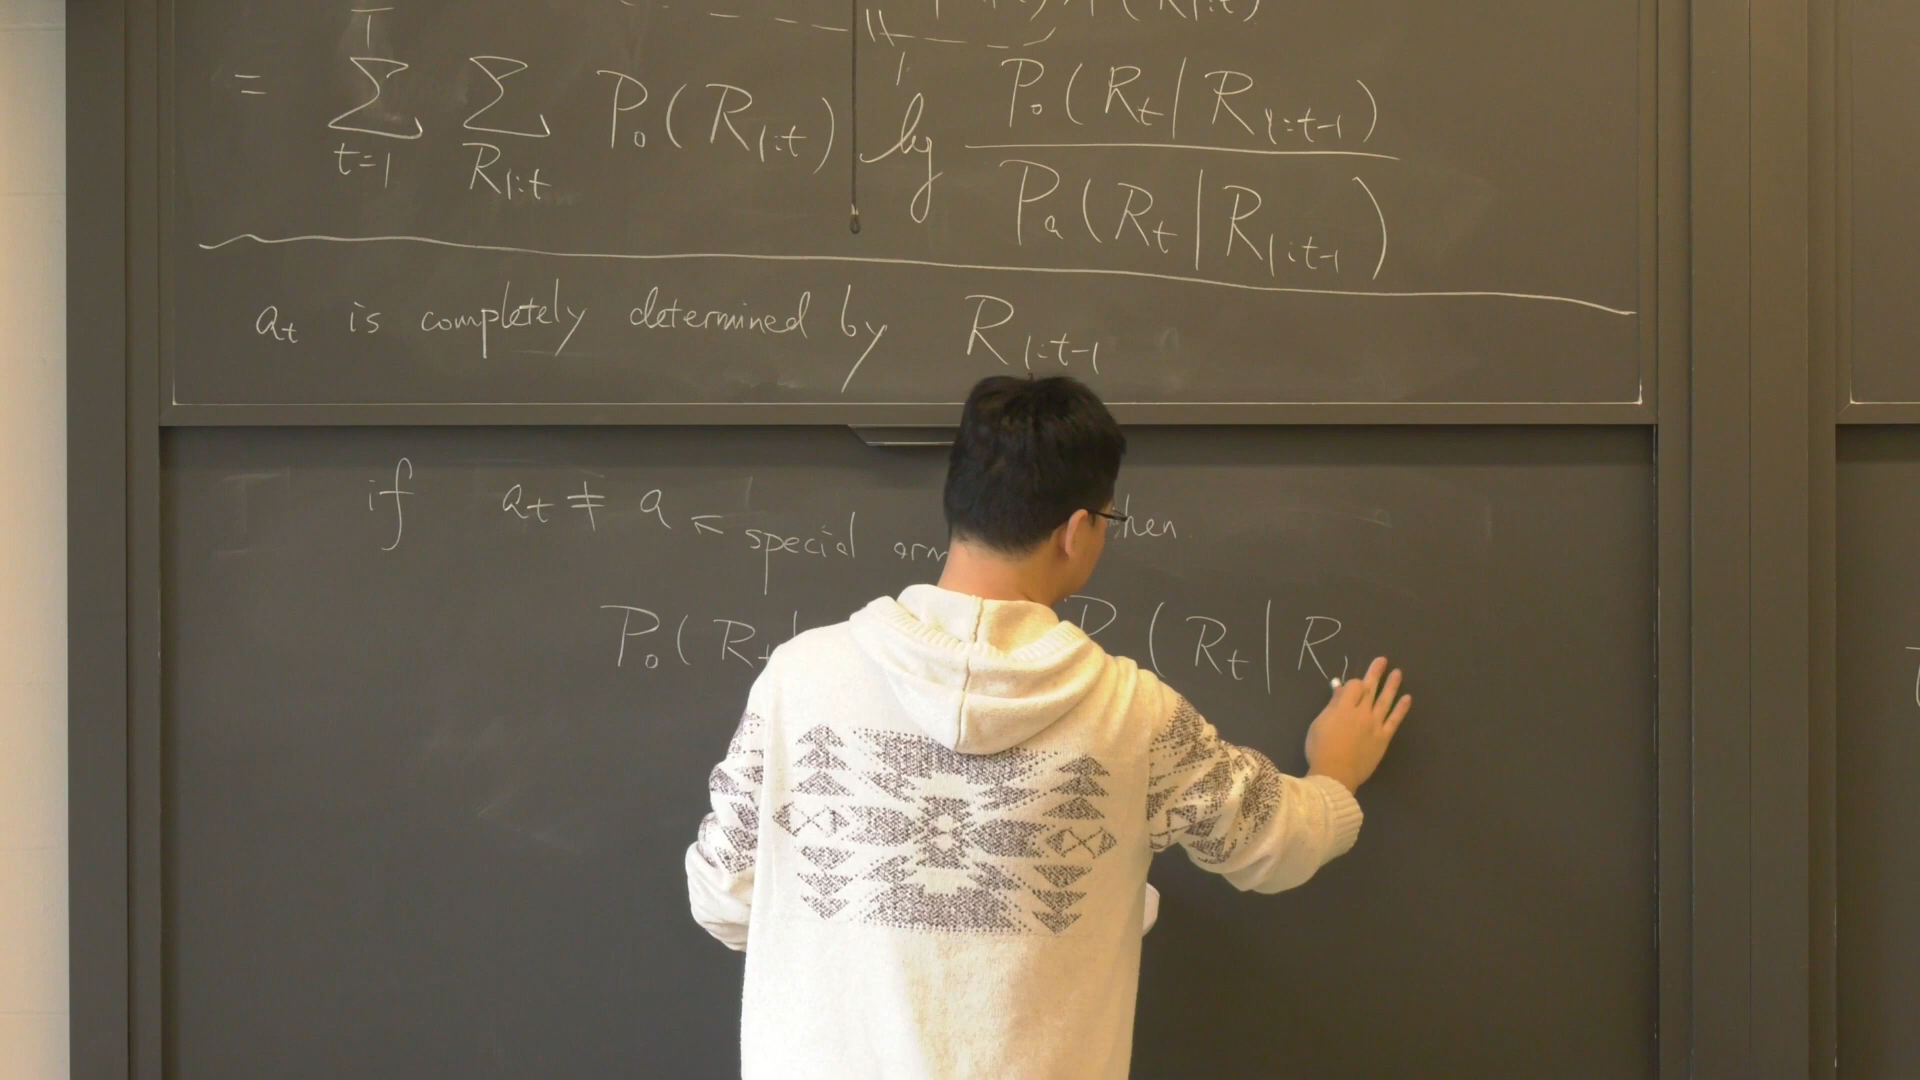 T
= Σ Σ P₀(R₁:t) log P₀(Rt | R₁:t-1) / Pa(Rt | R₁:t-1)
t=1 R₁:t
at is completely determined by R₁:t-1
if at ≠ a ← special arm then
P₀(Rt | P (Rt | R₁